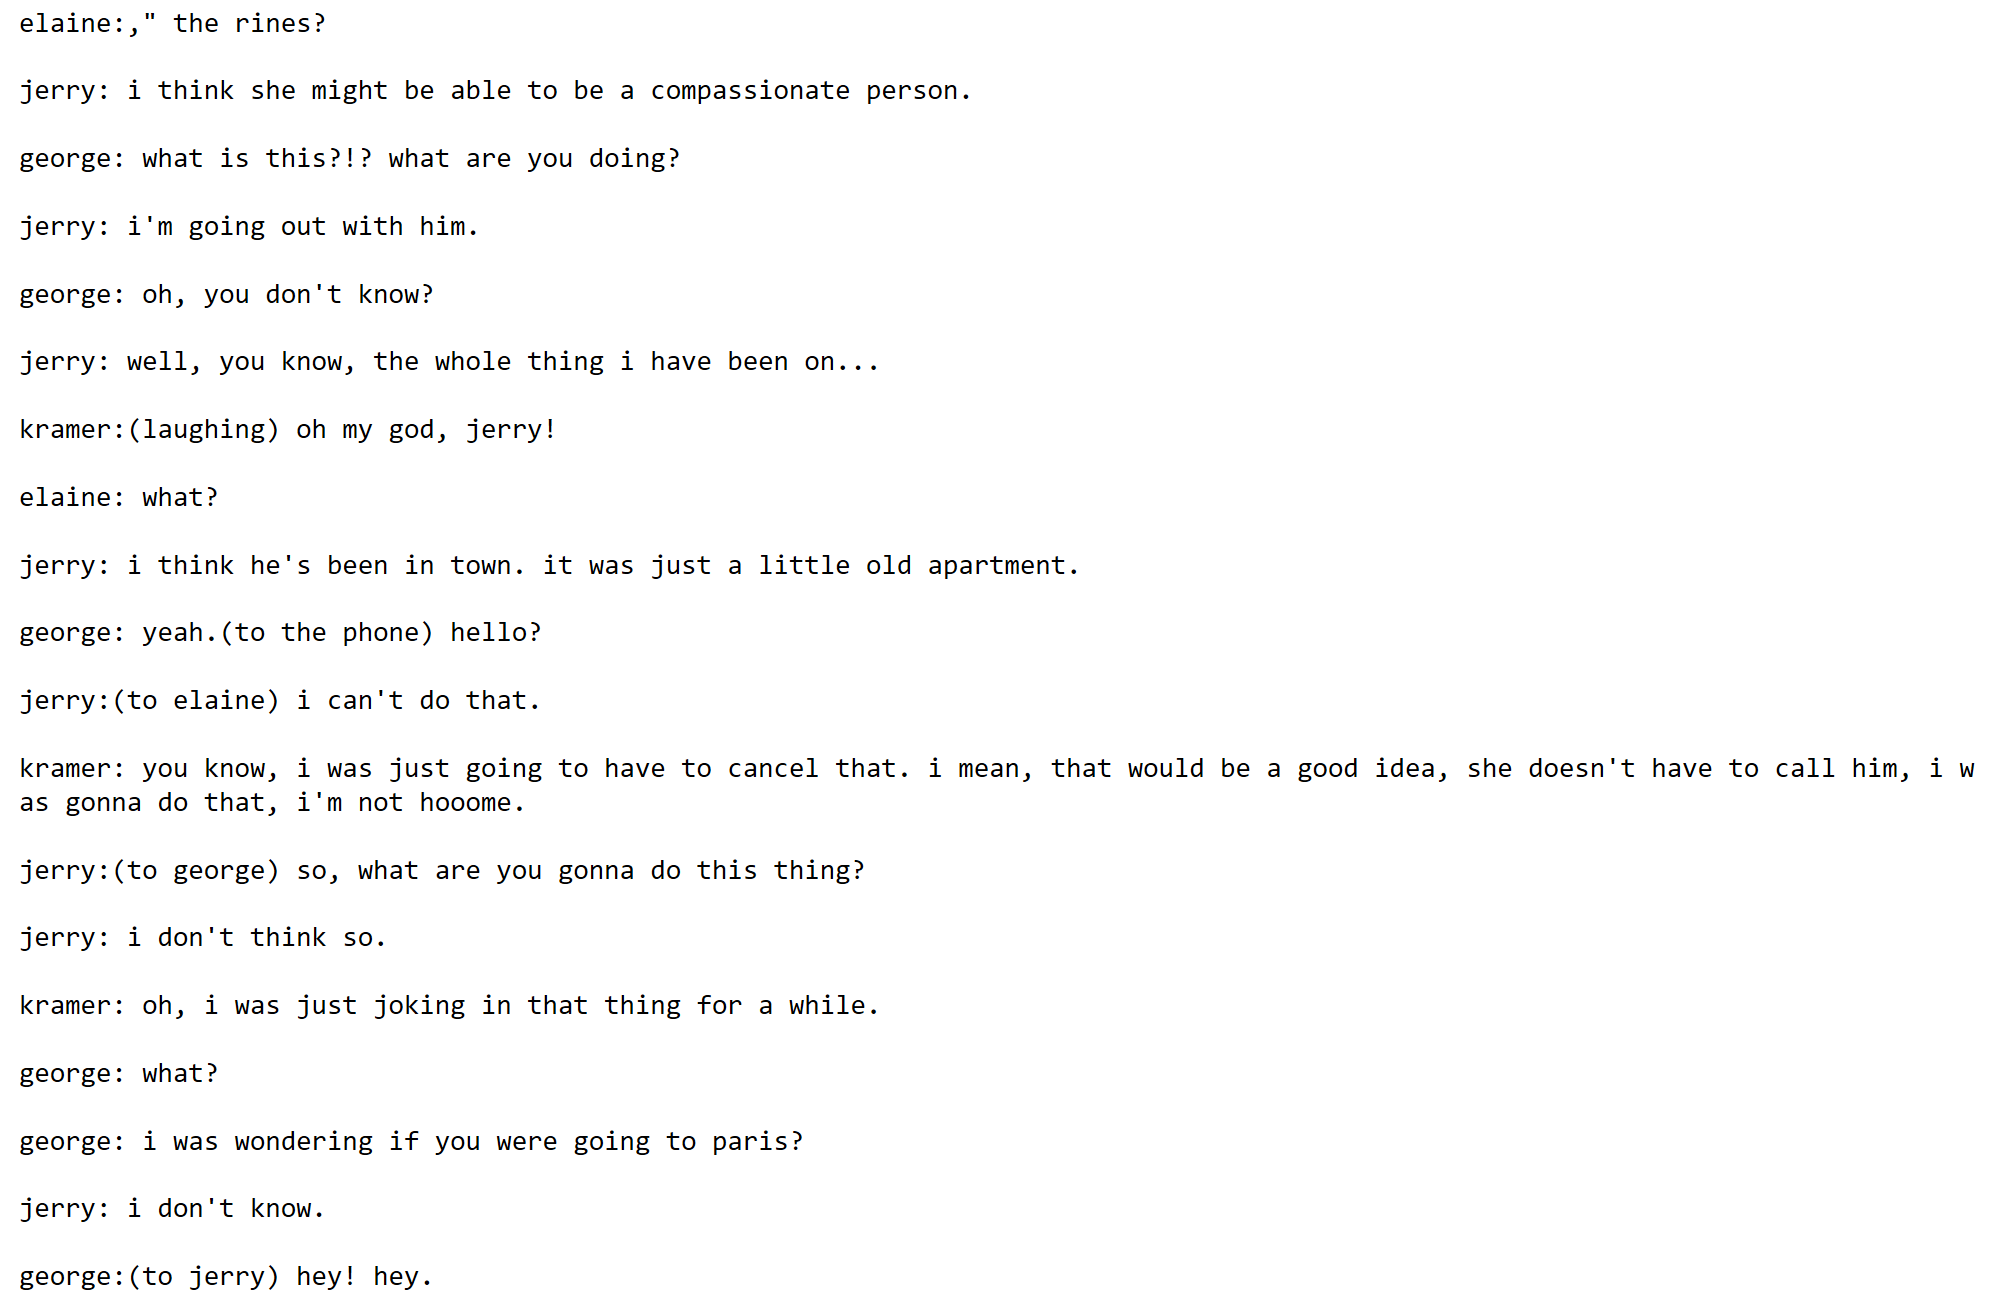 elaine:," the rines?
jerry: i think she might be able to be a compassionate person.
george: what is this?!? what are you doing?
jerry: i'm going out with him.
george: oh, you don't know?
jerry: well, you know, the whole thing i have been on...
kramer:(laughing) oh my god, jerry!
elaine: what?
jerry: i think he's been in town. it was just a little old apartment.
george: yeah.(to the phone) hello?
jerry:(to elaine) i can't do that.
kramer: you know, i was just going to have to cancel that. i mean, that would be a good idea, she doesn't have to call him, i w
as gonna do that, i'm not hooome.
jerry:(to george) so, what are you gonna do this thing?
jerry: i don't think so.
kramer: oh, i was just joking in that thing for a while.
george: what?
george: i was wondering if you were going to paris?
jerry: i don't know.
george:(to jerry) hey! hey.